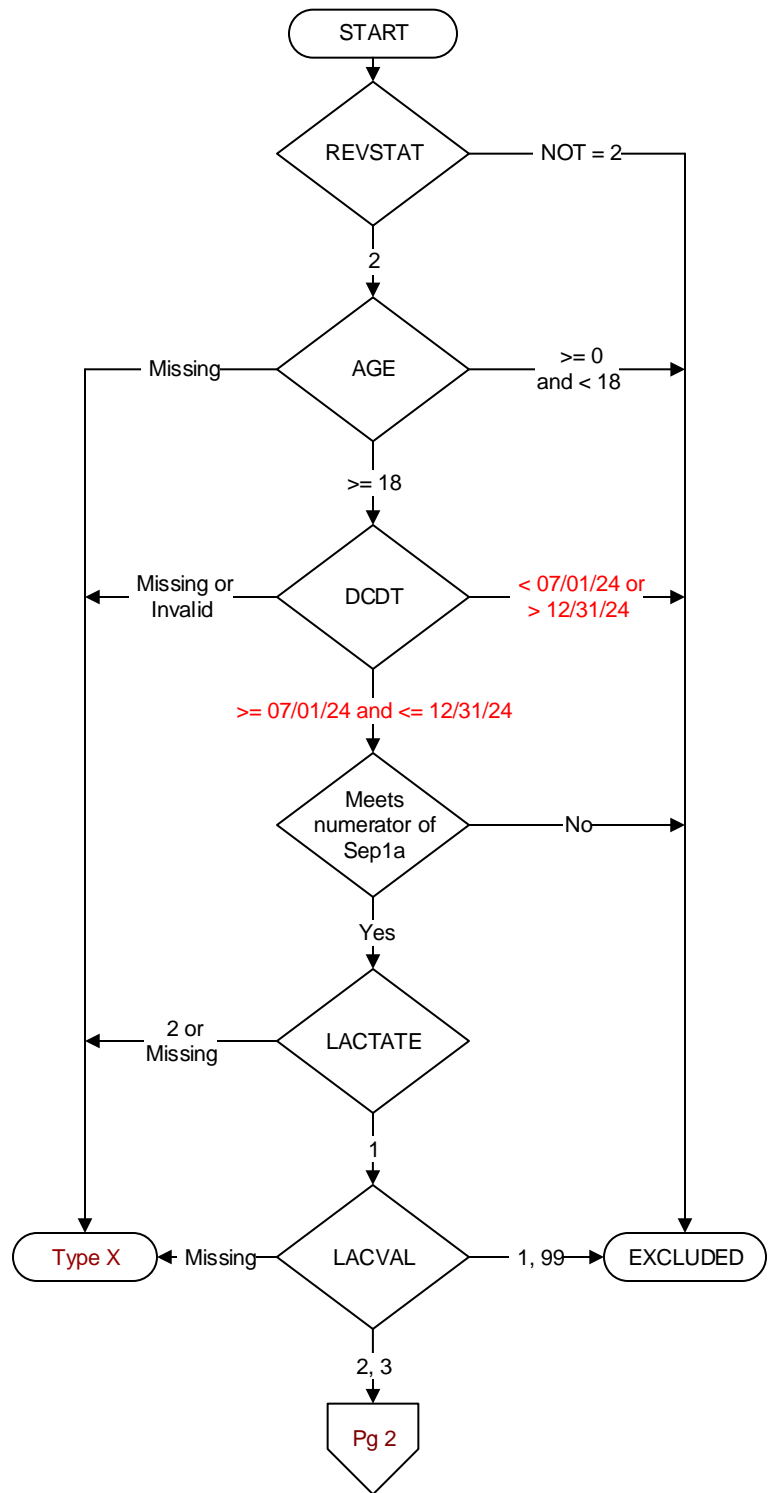 START
REVSTAT
NOT = 2
2
Missing
AGE
>= 0
and < 18
>= 18
Missing or
Invalid
DCDT
< 07/01/24 or
> 12/31/24
>= 07/01/24 and <= 12/31/24
Meets
numerator of
Sep1a
No
Yes
2 or
Missing
LACTATE
1
Type X
Missing
LACVAL
1, 99
EXCLUDED
2, 3
Pg 2